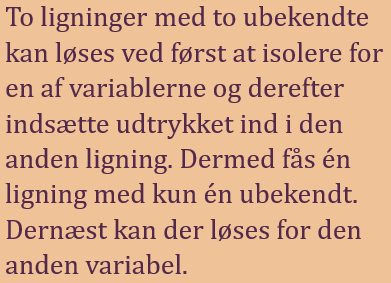 To ligninger med to ubekendte
kan løses ved først at isolere for
en af variablerne og derefter
indsætte udtrykket ind i den
anden ligning. Dermed fås én
ligning med kun én ubekendt.
Dernæst kan der løses for den
anden variabel.